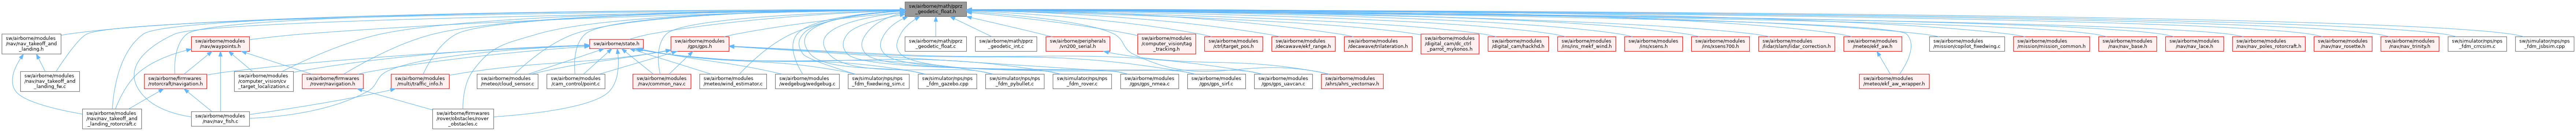 sw/airborne/math/pprz
_geodetic_float.h
sw/airborne/modules
/nav/nav_takeoff_and
_landing.h
sw/airborne/modules
/nav/waypoints.h
sw/airborne/state.h
sw/airborne/modules
/gps/gps.h
sw/airborne/math/pprz
_geodetic_float.c
sw/airborne/math/pprz
_geodetic_int.c
sw/airborne/peripherals
/vn200_serial.h
sw/airborne/modules
/computer_vision/tag
_tracking.h
sw/airborne/modules
/ctrl/target_pos.h
sw/airborne/modules
/decawave/ekf_range.h
sw/airborne/modules
/decawave/trilateration.h
sw/airborne/modules
/digital_cam/dc_ctrl
_parrot_mykonos.h
sw/airborne/modules
/digital_cam/hackhd.h
sw/airborne/modules
/ins/ins_mekf_wind.h
sw/airborne/modules
/ins/xsens.h
sw/airborne/modules
/ins/xsens700.h
sw/airborne/modules
/lidar/slam/lidar_correction.h
sw/airborne/modules
/meteo/ekf_aw.h
sw/airborne/modules
/mission/copilot_fixedwing.c
sw/airborne/modules
/mission/mission_common.h
sw/airborne/modules
/nav/nav_base.h
sw/airborne/modules
/nav/nav_lace.h
sw/airborne/modules
/nav/nav_poles_rotorcraft.h
sw/airborne/modules
/nav/nav_rosette.h
sw/airborne/modules
/nav/nav_trinity.h
sw/simulator/nps/nps
_fdm_crrcsim.c
sw/simulator/nps/nps
_fdm_jsbsim.cpp
sw/airborne/modules
/nav/nav_takeoff_and
_landing_fw.c
sw/airborne/firmwares
/rotorcraft/navigation.h
sw/airborne/modules
/computer_vision/cv
_target_localization.c
sw/airborne/firmwares
/rover/navigation.h
sw/airborne/modules
/multi/traffic_info.h
sw/airborne/modules
/meteo/cloud_sensor.c
sw/airborne/modules
/cam_control/point.c
sw/airborne/modules
/nav/common_nav.c
sw/airborne/modules
/meteo/wind_estimator.c
sw/airborne/modules
/wedgebug/wedgebug.c
sw/simulator/nps/nps
_fdm_fixedwing_sim.c
sw/simulator/nps/nps
_fdm_gazebo.cpp
sw/simulator/nps/nps
_fdm_pybullet.c
sw/simulator/nps/nps
_fdm_rover.c
sw/airborne/modules
/gps/gps_nmea.c
sw/airborne/modules
/gps/gps_sirf.c
sw/airborne/modules
/gps/gps_uavcan.c
sw/airborne/modules
/ahrs/ahrs_vectornav.h
sw/airborne/modules
/meteo/ekf_aw_wrapper.h
sw/airborne/modules
/nav/nav_takeoff_and
_landing_rotorcraft.c
sw/airborne/modules
/nav/nav_fish.c
sw/airborne/firmwares
/rover/obstacles/rover
_obstacles.c